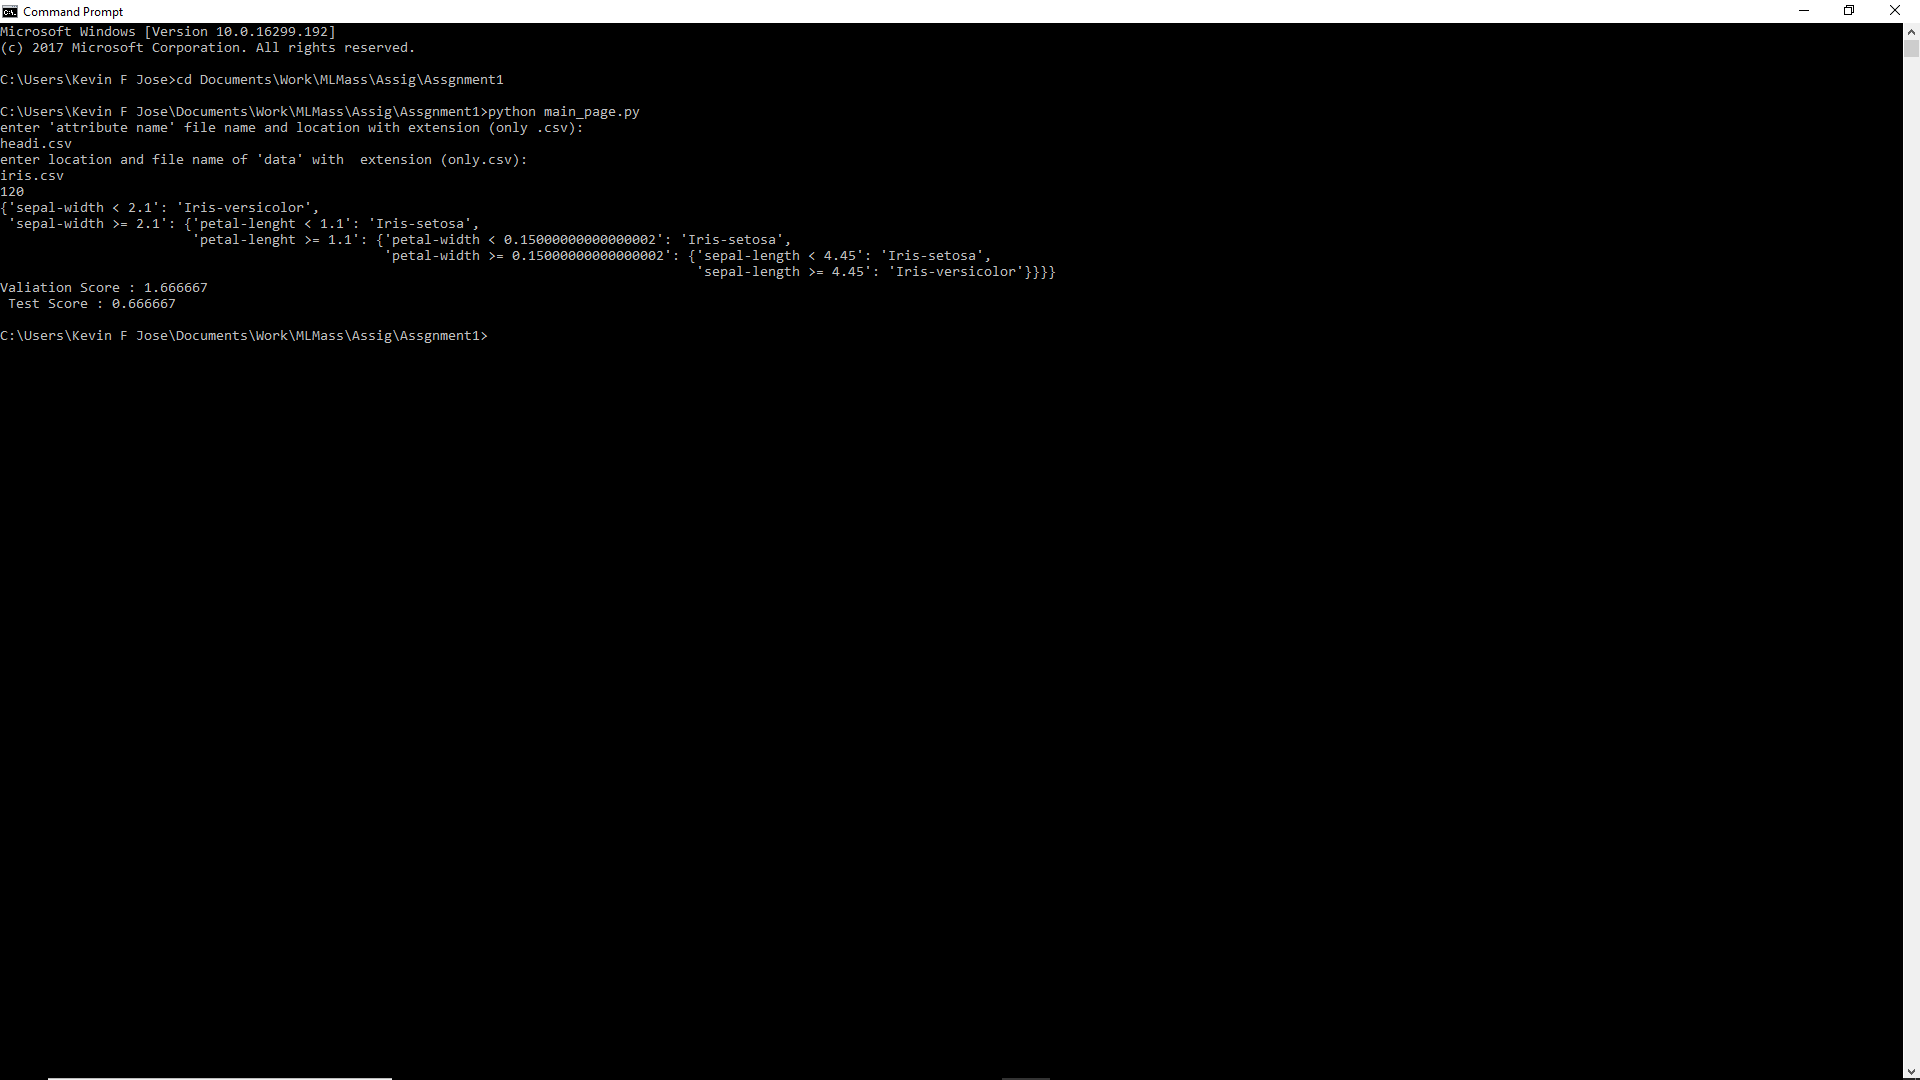 Command Prompt
Microsoft Windows [Version 10.0.16299.192]
(c) 2017 Microsoft Corporation. All rights reserved.
C:\Users\Kevin F Jose>cd Documents\Work\MLMass\Assig\Assgnment1
C:\Users\Kevin F Jose\Documents\Work\MLMass\Assig\Assgnment1>python main_page.py
enter 'attribute name' file name and location with extension (only .csv):
headi.csv
enter location and file name of 'data' with  extension (only.csv):
iris.csv
120
{'sepal-width < 2.1': 'Iris-versicolor',
 'sepal-width >= 2.1': {'petal-lenght < 1.1': 'Iris-setosa',
                        'petal-lenght >= 1.1': {'petal-width < 0.15000000000000002': 'Iris-setosa',
                                                'petal-width >= 0.15000000000000002': {'sepal-length < 4.45': 'Iris-setosa',
                                                                                       'sepal-length >= 4.45': 'Iris-versicolor'}}}}
Valiation Score : 1.666667
 Test Score : 0.666667
C:\Users\Kevin F Jose\Documents\Work\MLMass\Assig\Assgnment1>